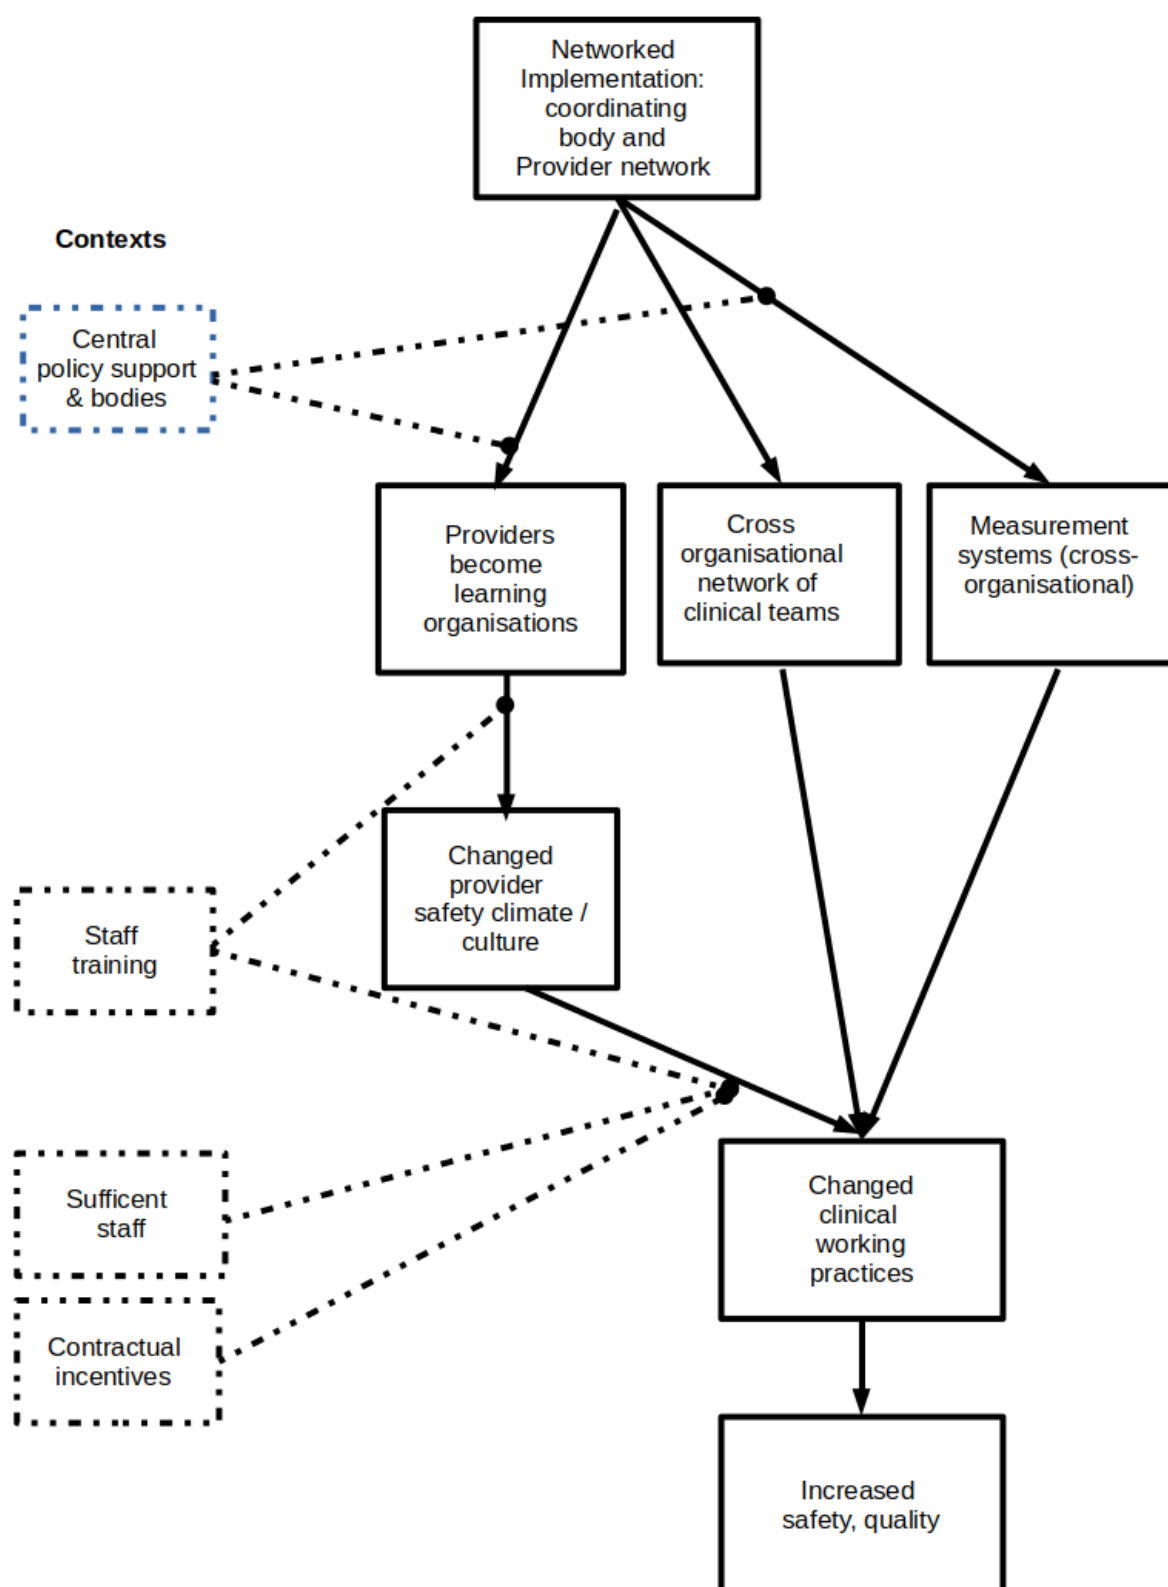 Networked
Implementation:
coordinating
body and
Provider network
Contexts
Central
policy support
& bodies
Providers
become
learning
organisations
Cross
organisational
network of
clinical teams
Measurement
systems (cross-
organisational)
Changed
provider
safety climate /
culture
Staff
training
Sufficent
staff
Changed
clinical
working
practices
Contractual
incentives
Increased
safety, quality